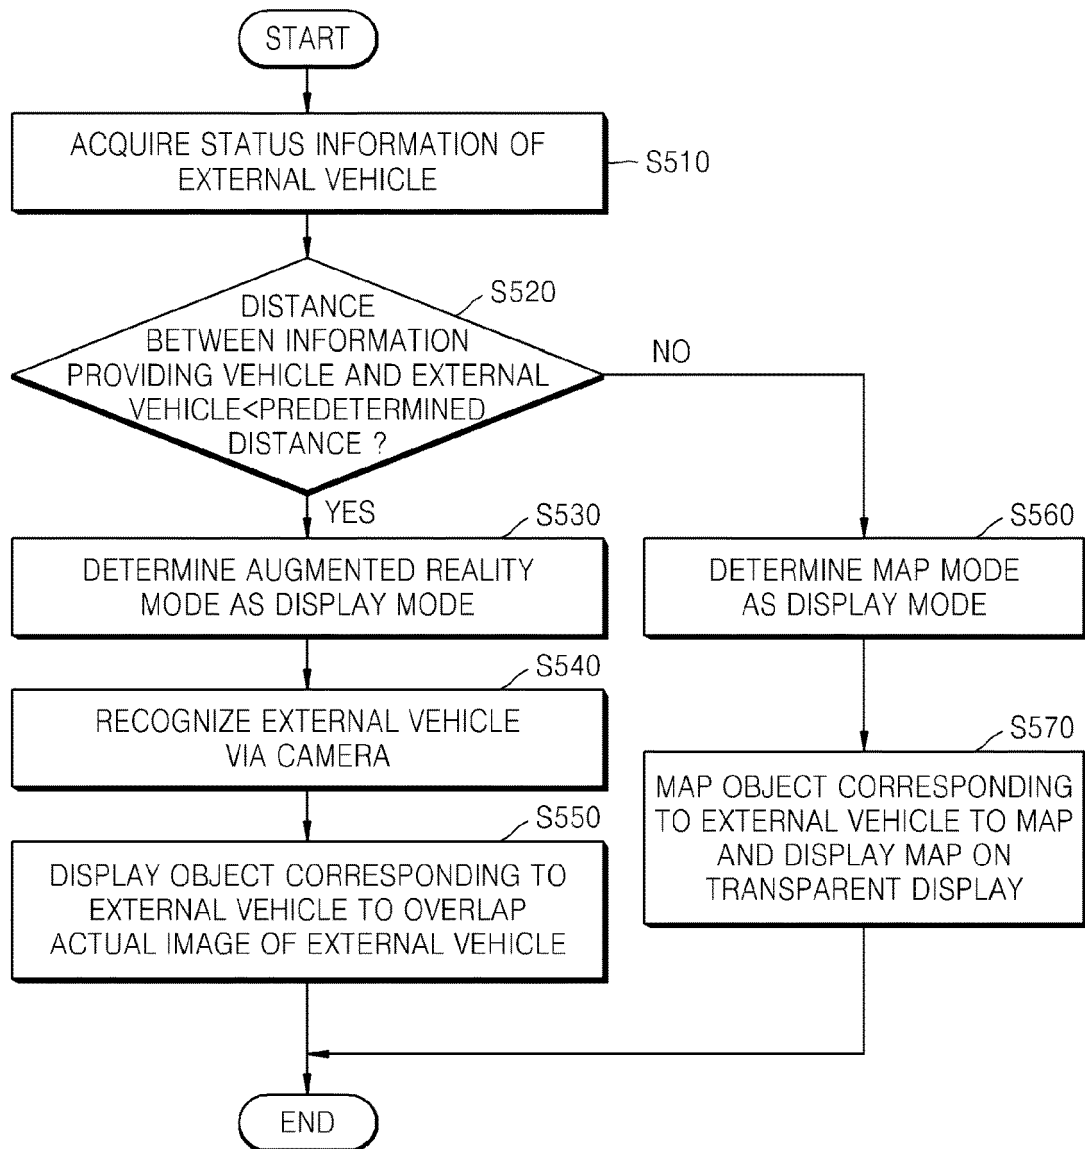 START
ACQUIRE STATUS INFORMATION OF
EXTERNAL VEHICLE
S510
S520
DISTANCE
BETWEEN INFORMATION
PROVIDING VEHICLE AND EXTERNAL
VEHICLE<PREDETERMINED
DISTANCE ?
NO
YES
S530
DETERMINE AUGMENTED REALITY
MODE AS DISPLAY MODE
S560
DETERMINE MAP MODE
AS DISPLAY MODE
S540
RECOGNIZE EXTERNAL VEHICLE
VIA CAMERA
S570
MAP OBJECT CORRESPONDING
TO EXTERNAL VEHICLE TO MAP
AND DISPLAY MAP ON
TRANSPARENT DISPLAY
S550
DISPLAY OBJECT CORRESPONDING TO
EXTERNAL VEHICLE TO OVERLAP
ACTUAL IMAGE OF EXTERNAL VEHICLE
END